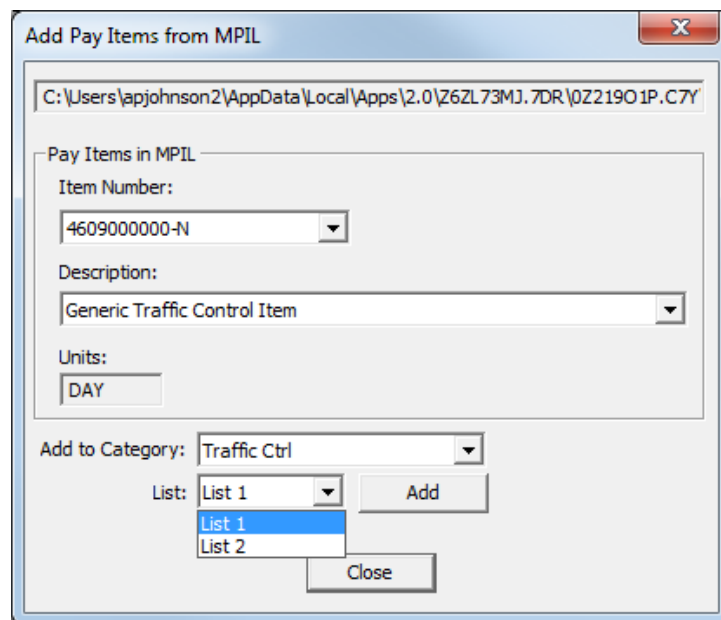 Add Pay Items from MPIL
X
C:\Users\apjohnson2\AppData\Local\Apps\2.0\Z6ZL73MJ.7DR\0Z219O1P.C7Y
Pay Items in MPIL
Item Number:
4609000000-N
Description:
Generic Traffic Control Item
Units:
DAY
Add to Category: Traffic Ctrl
List: List 1 Add
List 1
List 2
Close